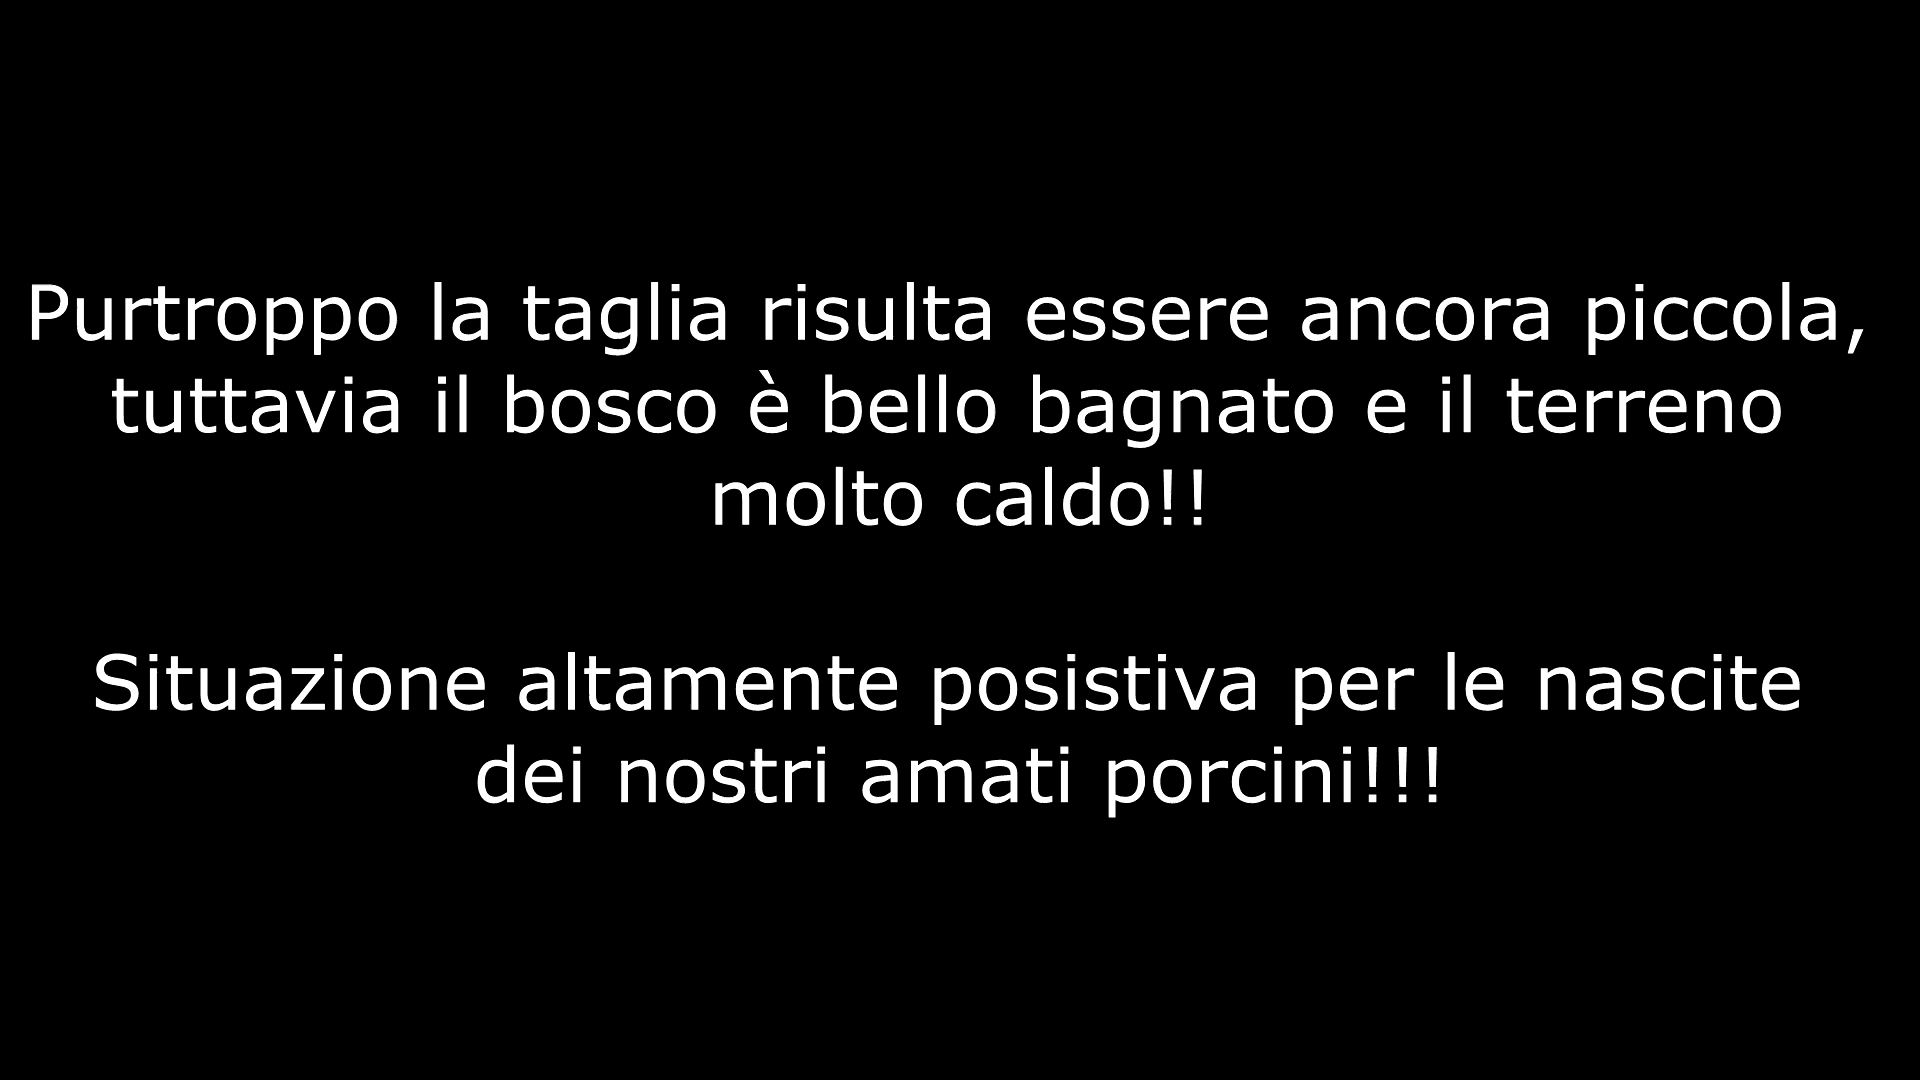 Purtroppo la taglia risulta essere ancora piccola,
tuttavia il bosco è bello bagnato e il terreno
molto caldo!!
Situazione altamente posistiva per le nascite
dei nostri amati porcini!!!